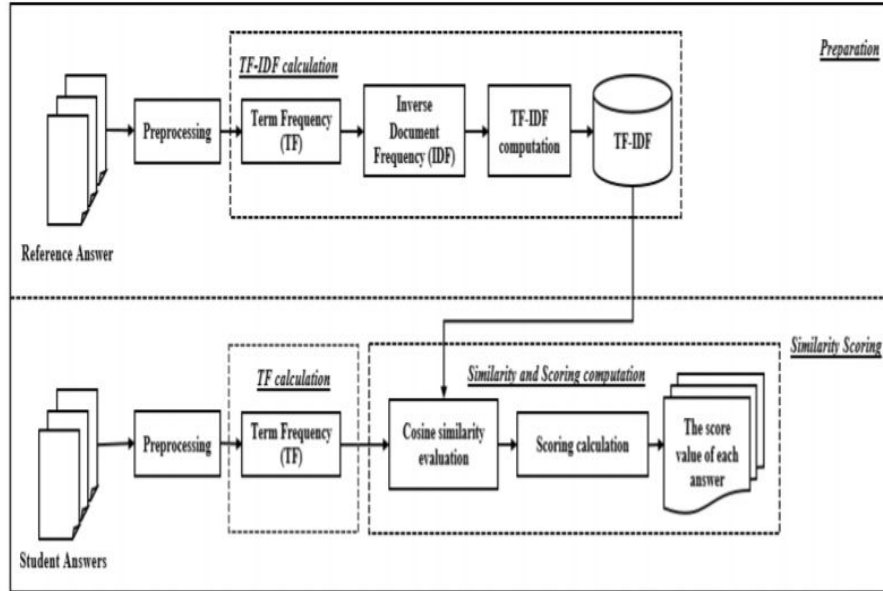 Preparation
TF-IDF calculation
Preprocessing
Term Frequency
(TF)
Inverse
Document
Frequency (IDF)
TF-IDF
computation
TF-IDF
Reference Answer
Similarity Scoring
TF calculation
Similarity and Scoring computation
Preprocessing
Term Frequency
(TF)
Cosine similarity
evaluation
Scoring calculation
The score
value of each
answer
Student Answers